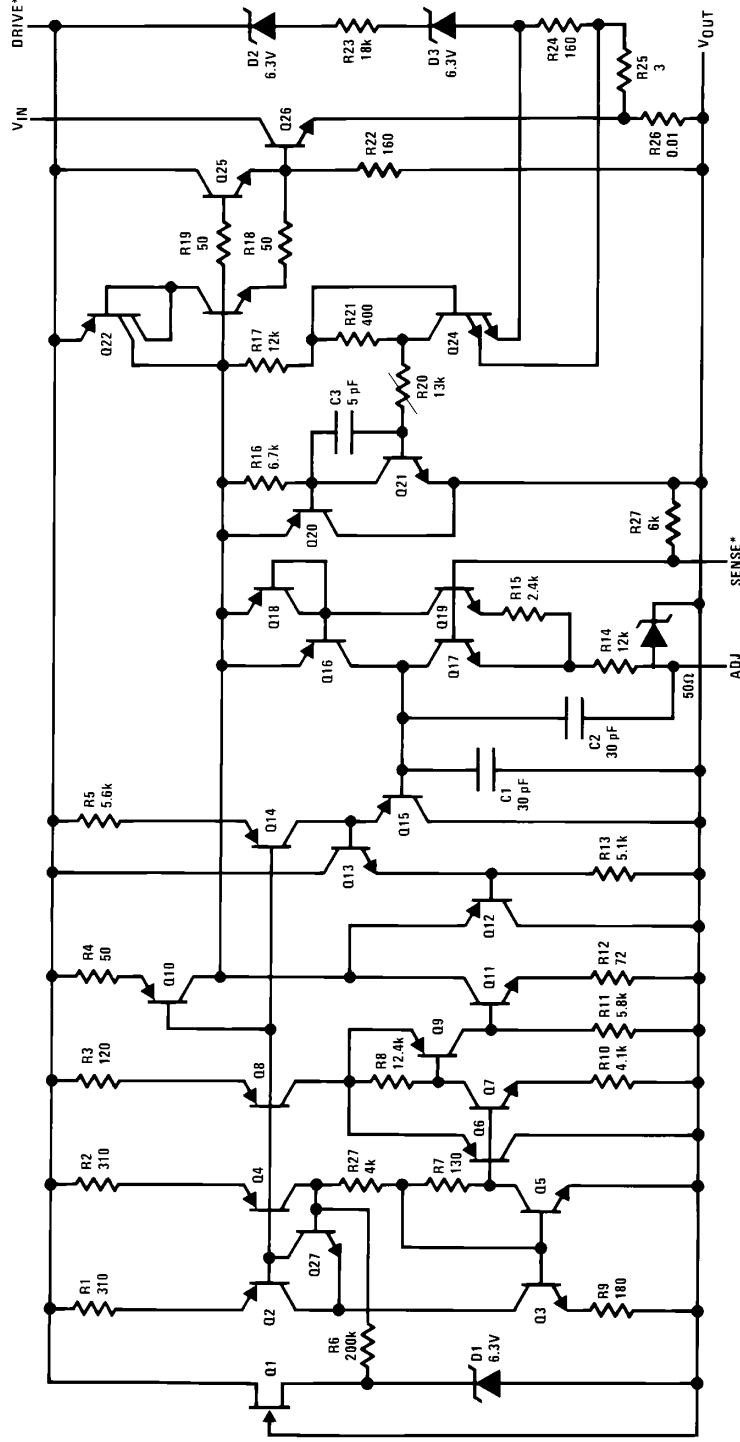 DRIVE*
VIN
VOUT
SENSE*
ADJ
R1
310
R2
310
R3
120
R4
50
R5
5.6k
Q1
Q2
Q4
Q8
Q10
Q14
Q27
R27
4k
R8
12.4k
Q9
Q13
R6
200k
R7
130
Q6
Q7
Q11
Q12
Q15
D1
6.3V
Q3
Q5
R9
180
R10
4.1k
R11
5.8k
R12
72
R13
5.1k
C1
30 pF
C2
30 pF
Q16
Q18
Q17
Q19
R15
2.4k
R14
12k
50Ω
R16
6.7k
Q20
C3
5 pF
Q21
R20
13k
R27
6k
Q22
R17
12k
R21
400
Q24
R19
50
R18
50
Q25
Q26
R22
160
D2
6.3V
R23
18k
D3
6.3V
R24
160
R25
3
R26
0.01